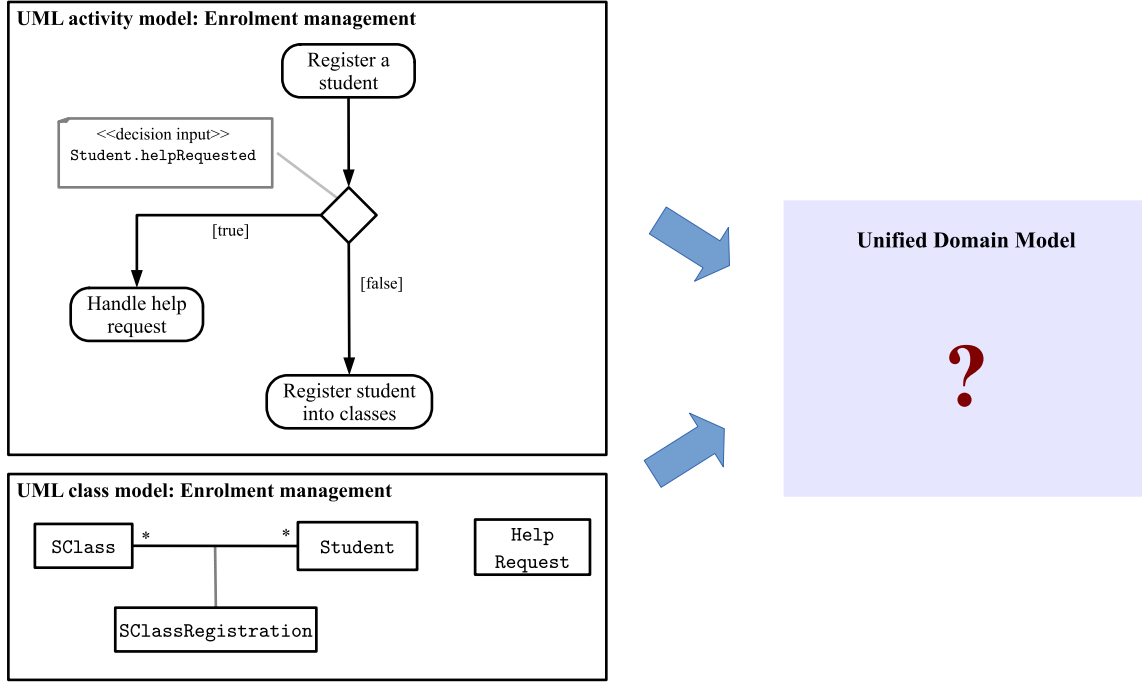 UML activity model: Enrolment management
Register a
student
<<decision input>>
Student.helpRequested
[true]
[false]
Handle help
request
Register student
into classes
UML class model: Enrolment management
SClass
*
*
Student
Help
Request
SClassRegistration
Unified Domain Model
?